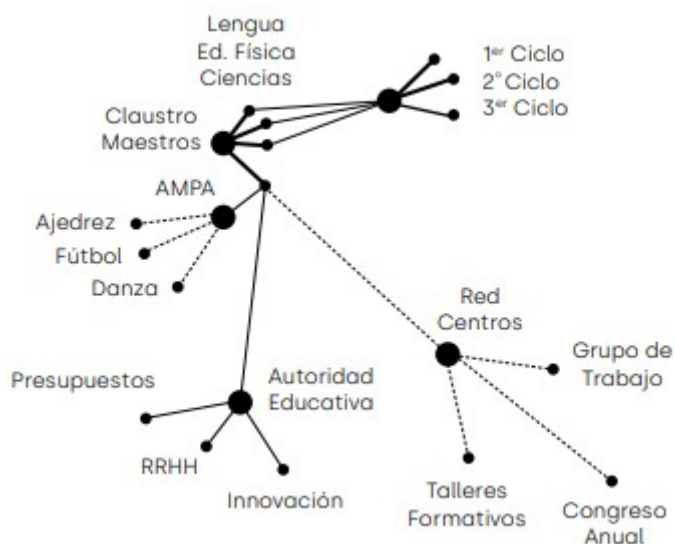 Lengua
Ed. Física
Ciencias
1er Ciclo
2º Ciclo
3er Ciclo
Claustro
Maestros
AMPA
Ajedrez
Fútbol
Danza
Red
Centros
Grupo de
Trabajo
Presupuestos
Autoridad
Educativa
RRHH
Innovación
Talleres
Formativos
Congreso
Anual